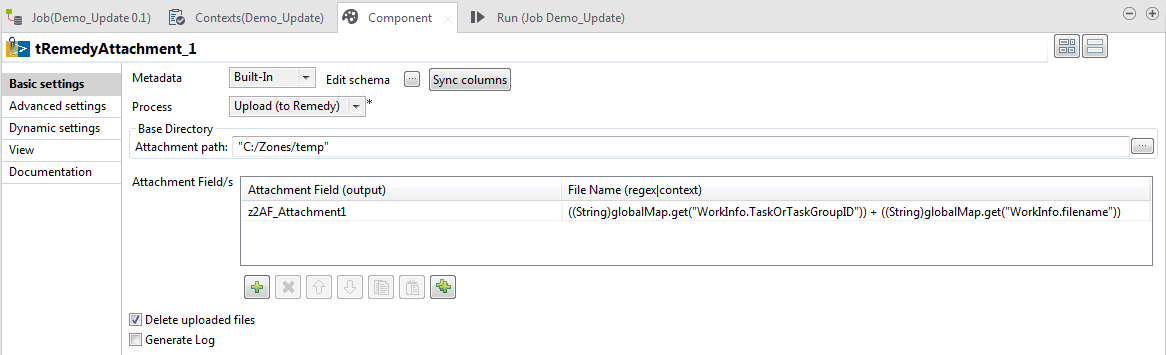 Job(Demo_Update 0.1) Contexts(Demo_Update) Component Run (Job Demo_Update)
tRemedyAttachment_1
Basic settings
Advanced settings
Dynamic settings
View
Documentation
Metadata Built-In Edit schema ... Sync columns
Process Upload (to Remedy) *
Base Directory
Attachment path: "C:/Zones/temp" ...
Attachment Field/s
Attachment Field (output) File Name (regex|context)
z2AF_Attachment1 ((String)globalMap.get("WorkInfo.TaskOrTaskGroupID")) + ((String)globalMap.get("WorkInfo.filename"))
Delete uploaded files
Generate Log